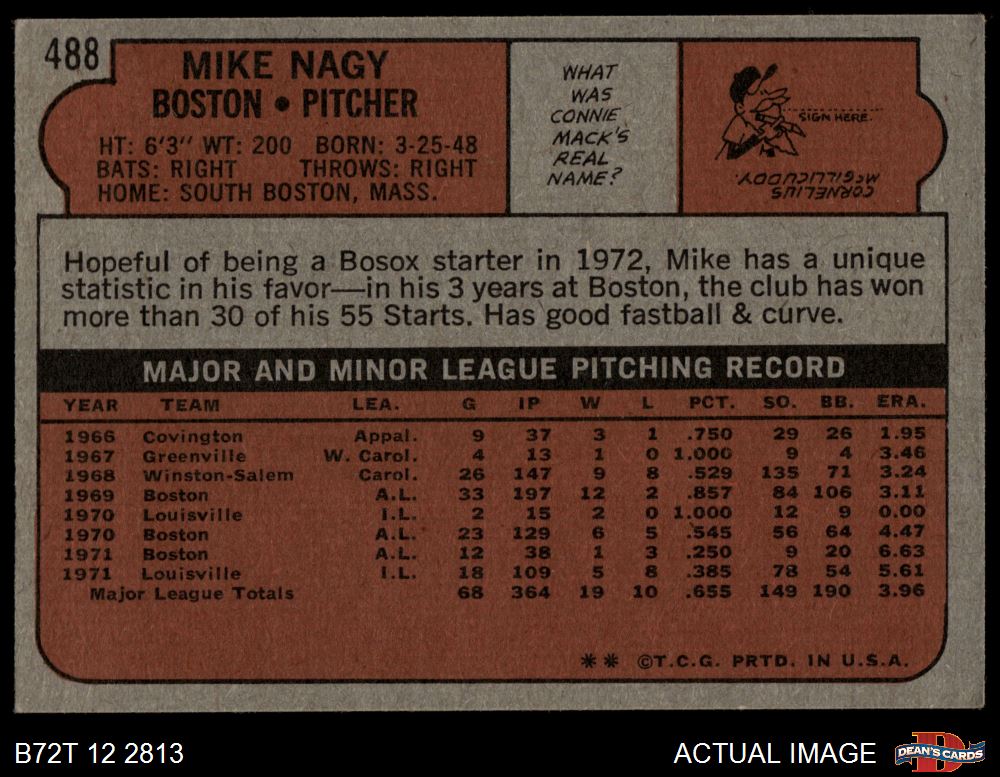 488
MIKE NAGY
BOSTON • PITCHER
HT: 6'3" WT: 200 BORN: 3-25-48
BATS: RIGHT THROWS: RIGHT
HOME: SOUTH BOSTON, MASS.
WHAT
WAS
CONNIE
MACK'S
REAL
NAME?
SIGN HERE.
CORNELIUS
McGILLICUDDY.
Hopeful of being a Bosox starter in 1972, Mike has a unique
statistic in his favor—in his 3 years at Boston, the club has won
more than 30 of his 55 Starts. Has good fastball & curve.
MAJOR AND MINOR LEAGUE PITCHING RECORD
YEAR TEAM LEA. G IP W L PCT. SO. BB. ERA.
1966 Covington Appal. 9 37 3 1 .750 29 26 1.95
1967 Greenville W. Carol. 4 13 1 0 1.000 9 4 3.46
1968 Winston-Salem Carol. 26 147 9 8 .529 135 71 3.24
1969 Boston A.L. 33 197 12 2 .857 84 106 3.11
1970 Louisville I.L. 2 15 2 0 1.000 12 9 0.00
1970 Boston A.L. 23 129 6 5 .545 56 64 4.47
1971 Boston A.L. 12 38 1 3 .250 9 20 6.63
1971 Louisville I.L. 18 109 5 8 .385 78 54 5.61
Major League Totals 68 364 19 10 .655 149 190 3.96
** ©T.C.G. PRTD. IN U.S.A.
B72T 12 2813
ACTUAL IMAGE
D
DEAN'S CARDS